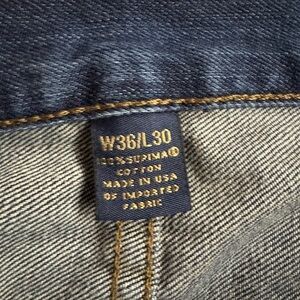 W36/L30
100% SUPIMA®
COTTON
MADE IN USA
OF IMPORTED
FABRIC